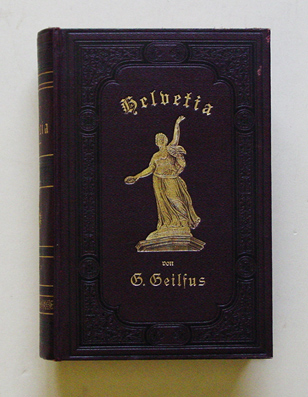 Helvetia
von
G. Geilfus